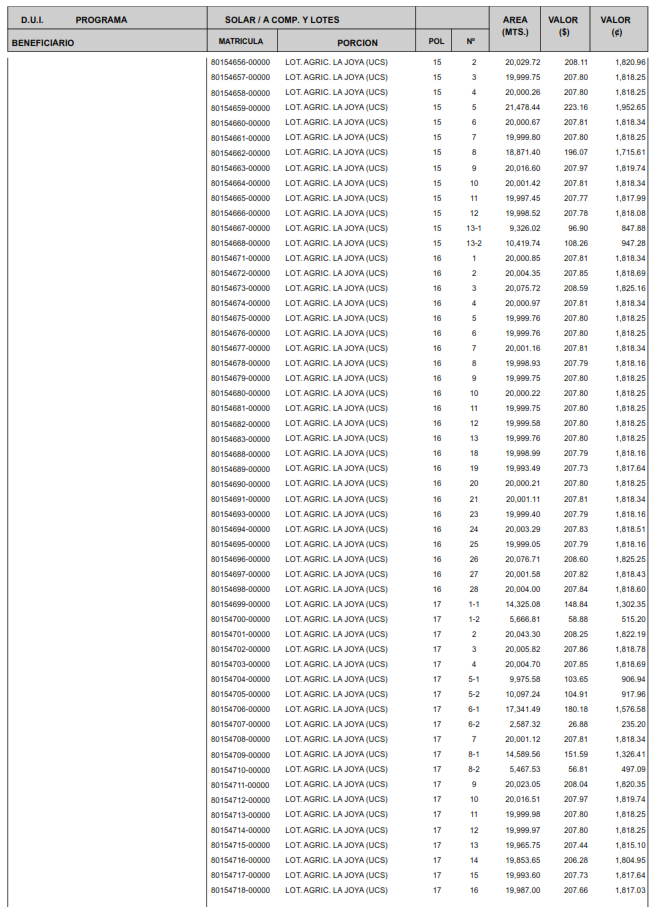 D.U.I. PROGRAMA SOLAR / A COMP. Y LOTES AREA VALOR VALOR
(MTS.) ($) (¢)
BENEFICIARIO MATRICULA PORCION POL Nº
80154656-00000 LOT. AGRIC. LA JOYA (UCS) 15 2 20,029.72 208.11 1,820.96
80154657-00000 LOT. AGRIC. LA JOYA (UCS) 15 3 19,999.75 207.80 1,818.25
80154658-00000 LOT. AGRIC. LA JOYA (UCS) 15 4 20,000.26 207.80 1,818.25
80154659-00000 LOT. AGRIC. LA JOYA (UCS) 15 5 21,478.44 223.16 1,952.65
80154660-00000 LOT. AGRIC. LA JOYA (UCS) 15 6 20,000.67 207.81 1,818.34
80154661-00000 LOT. AGRIC. LA JOYA (UCS) 15 7 19,999.80 207.80 1,818.25
80154662-00000 LOT. AGRIC. LA JOYA (UCS) 15 8 18,871.40 196.07 1,715.61
80154663-00000 LOT. AGRIC. LA JOYA (UCS) 15 9 20,016.60 207.97 1,819.74
80154664-00000 LOT. AGRIC. LA JOYA (UCS) 15 10 20,001.42 207.81 1,818.34
80154665-00000 LOT. AGRIC. LA JOYA (UCS) 15 11 19,997.45 207.77 1,817.99
80154666-00000 LOT. AGRIC. LA JOYA (UCS) 15 12 19,998.52 207.78 1,818.08
80154667-00000 LOT. AGRIC. LA JOYA (UCS) 15 13-1 9,326.02 96.90 847.88
80154668-00000 LOT. AGRIC. LA JOYA (UCS) 15 13-2 10,419.74 108.26 947.28
80154671-00000 LOT. AGRIC. LA JOYA (UCS) 16 1 20,000.85 207.81 1,818.34
80154672-00000 LOT. AGRIC. LA JOYA (UCS) 16 2 20,004.35 207.85 1,818.69
80154673-00000 LOT. AGRIC. LA JOYA (UCS) 16 3 20,075.72 208.59 1,825.16
80154674-00000 LOT. AGRIC. LA JOYA (UCS) 16 4 20,000.97 207.81 1,818.34
80154675-00000 LOT. AGRIC. LA JOYA (UCS) 16 5 19,999.76 207.80 1,818.25
80154676-00000 LOT. AGRIC. LA JOYA (UCS) 16 6 19,999.76 207.80 1,818.25
80154677-00000 LOT. AGRIC. LA JOYA (UCS) 16 7 20,001.16 207.81 1,818.34
80154678-00000 LOT. AGRIC. LA JOYA (UCS) 16 8 19,998.93 207.79 1,818.16
80154679-00000 LOT. AGRIC. LA JOYA (UCS) 16 9 19,999.75 207.80 1,818.25
80154680-00000 LOT. AGRIC. LA JOYA (UCS) 16 10 20,000.22 207.80 1,818.25
80154681-00000 LOT. AGRIC. LA JOYA (UCS) 16 11 19,999.75 207.80 1,818.25
80154682-00000 LOT. AGRIC. LA JOYA (UCS) 16 12 19,999.58 207.80 1,818.25
80154683-00000 LOT. AGRIC. LA JOYA (UCS) 16 13 19,999.76 207.80 1,818.25
80154688-00000 LOT. AGRIC. LA JOYA (UCS) 16 18 19,998.99 207.79 1,818.16
80154689-00000 LOT. AGRIC. LA JOYA (UCS) 16 19 19,993.49 207.73 1,817.64
80154690-00000 LOT. AGRIC. LA JOYA (UCS) 16 20 20,000.21 207.80 1,818.25
80154691-00000 LOT. AGRIC. LA JOYA (UCS) 16 21 20,001.11 207.81 1,818.34
80154693-00000 LOT. AGRIC. LA JOYA (UCS) 16 23 19,999.40 207.79 1,818.16
80154694-00000 LOT. AGRIC. LA JOYA (UCS) 16 24 20,003.29 207.83 1,818.51
80154695-00000 LOT. AGRIC. LA JOYA (UCS) 16 25 19,999.05 207.79 1,818.16
80154696-00000 LOT. AGRIC. LA JOYA (UCS) 16 26 20,076.71 208.60 1,825.25
80154697-00000 LOT. AGRIC. LA JOYA (UCS) 16 27 20,001.58 207.82 1,818.43
80154698-00000 LOT. AGRIC. LA JOYA (UCS) 16 28 20,004.00 207.84 1,818.60
80154699-00000 LOT. AGRIC. LA JOYA (UCS) 17 1-1 14,325.08 148.84 1,302.35
80154700-00000 LOT. AGRIC. LA JOYA (UCS) 17 1-2 5,666.81 58.88 515.20
80154701-00000 LOT. AGRIC. LA JOYA (UCS) 17 2 20,043.30 208.25 1,822.19
80154702-00000 LOT. AGRIC. LA JOYA (UCS) 17 3 20,005.82 207.86 1,818.78
80154703-00000 LOT. AGRIC. LA JOYA (UCS) 17 4 20,004.70 207.85 1,818.69
80154704-00000 LOT. AGRIC. LA JOYA (UCS) 17 5-1 9,975.58 103.65 906.94
80154705-00000 LOT. AGRIC. LA JOYA (UCS) 17 5-2 10,097.24 104.91 917.96
80154706-00000 LOT. AGRIC. LA JOYA (UCS) 17 6-1 17,341.49 180.18 1,576.58
80154707-00000 LOT. AGRIC. LA JOYA (UCS) 17 6-2 2,587.32 26.88 235.20
80154708-00000 LOT. AGRIC. LA JOYA (UCS) 17 7 20,001.12 207.81 1,818.34
80154709-00000 LOT. AGRIC. LA JOYA (UCS) 17 8-1 14,589.56 151.59 1,326.41
80154710-00000 LOT. AGRIC. LA JOYA (UCS) 17 8-2 5,467.53 56.81 497.09
80154711-00000 LOT. AGRIC. LA JOYA (UCS) 17 9 20,023.05 208.04 1,820.35
80154712-00000 LOT. AGRIC. LA JOYA (UCS) 17 10 20,016.51 207.97 1,819.74
80154713-00000 LOT. AGRIC. LA JOYA (UCS) 17 11 19,999.98 207.80 1,818.25
80154714-00000 LOT. AGRIC. LA JOYA (UCS) 17 12 19,999.97 207.80 1,818.25
80154715-00000 LOT. AGRIC. LA JOYA (UCS) 17 13 19,965.75 207.44 1,815.10
80154716-00000 LOT. AGRIC. LA JOYA (UCS) 17 14 19,853.65 206.28 1,804.95
80154717-00000 LOT. AGRIC. LA JOYA (UCS) 17 15 19,993.60 207.73 1,817.64
80154718-00000 LOT. AGRIC. LA JOYA (UCS) 17 16 19,987.00 207.66 1,817.03